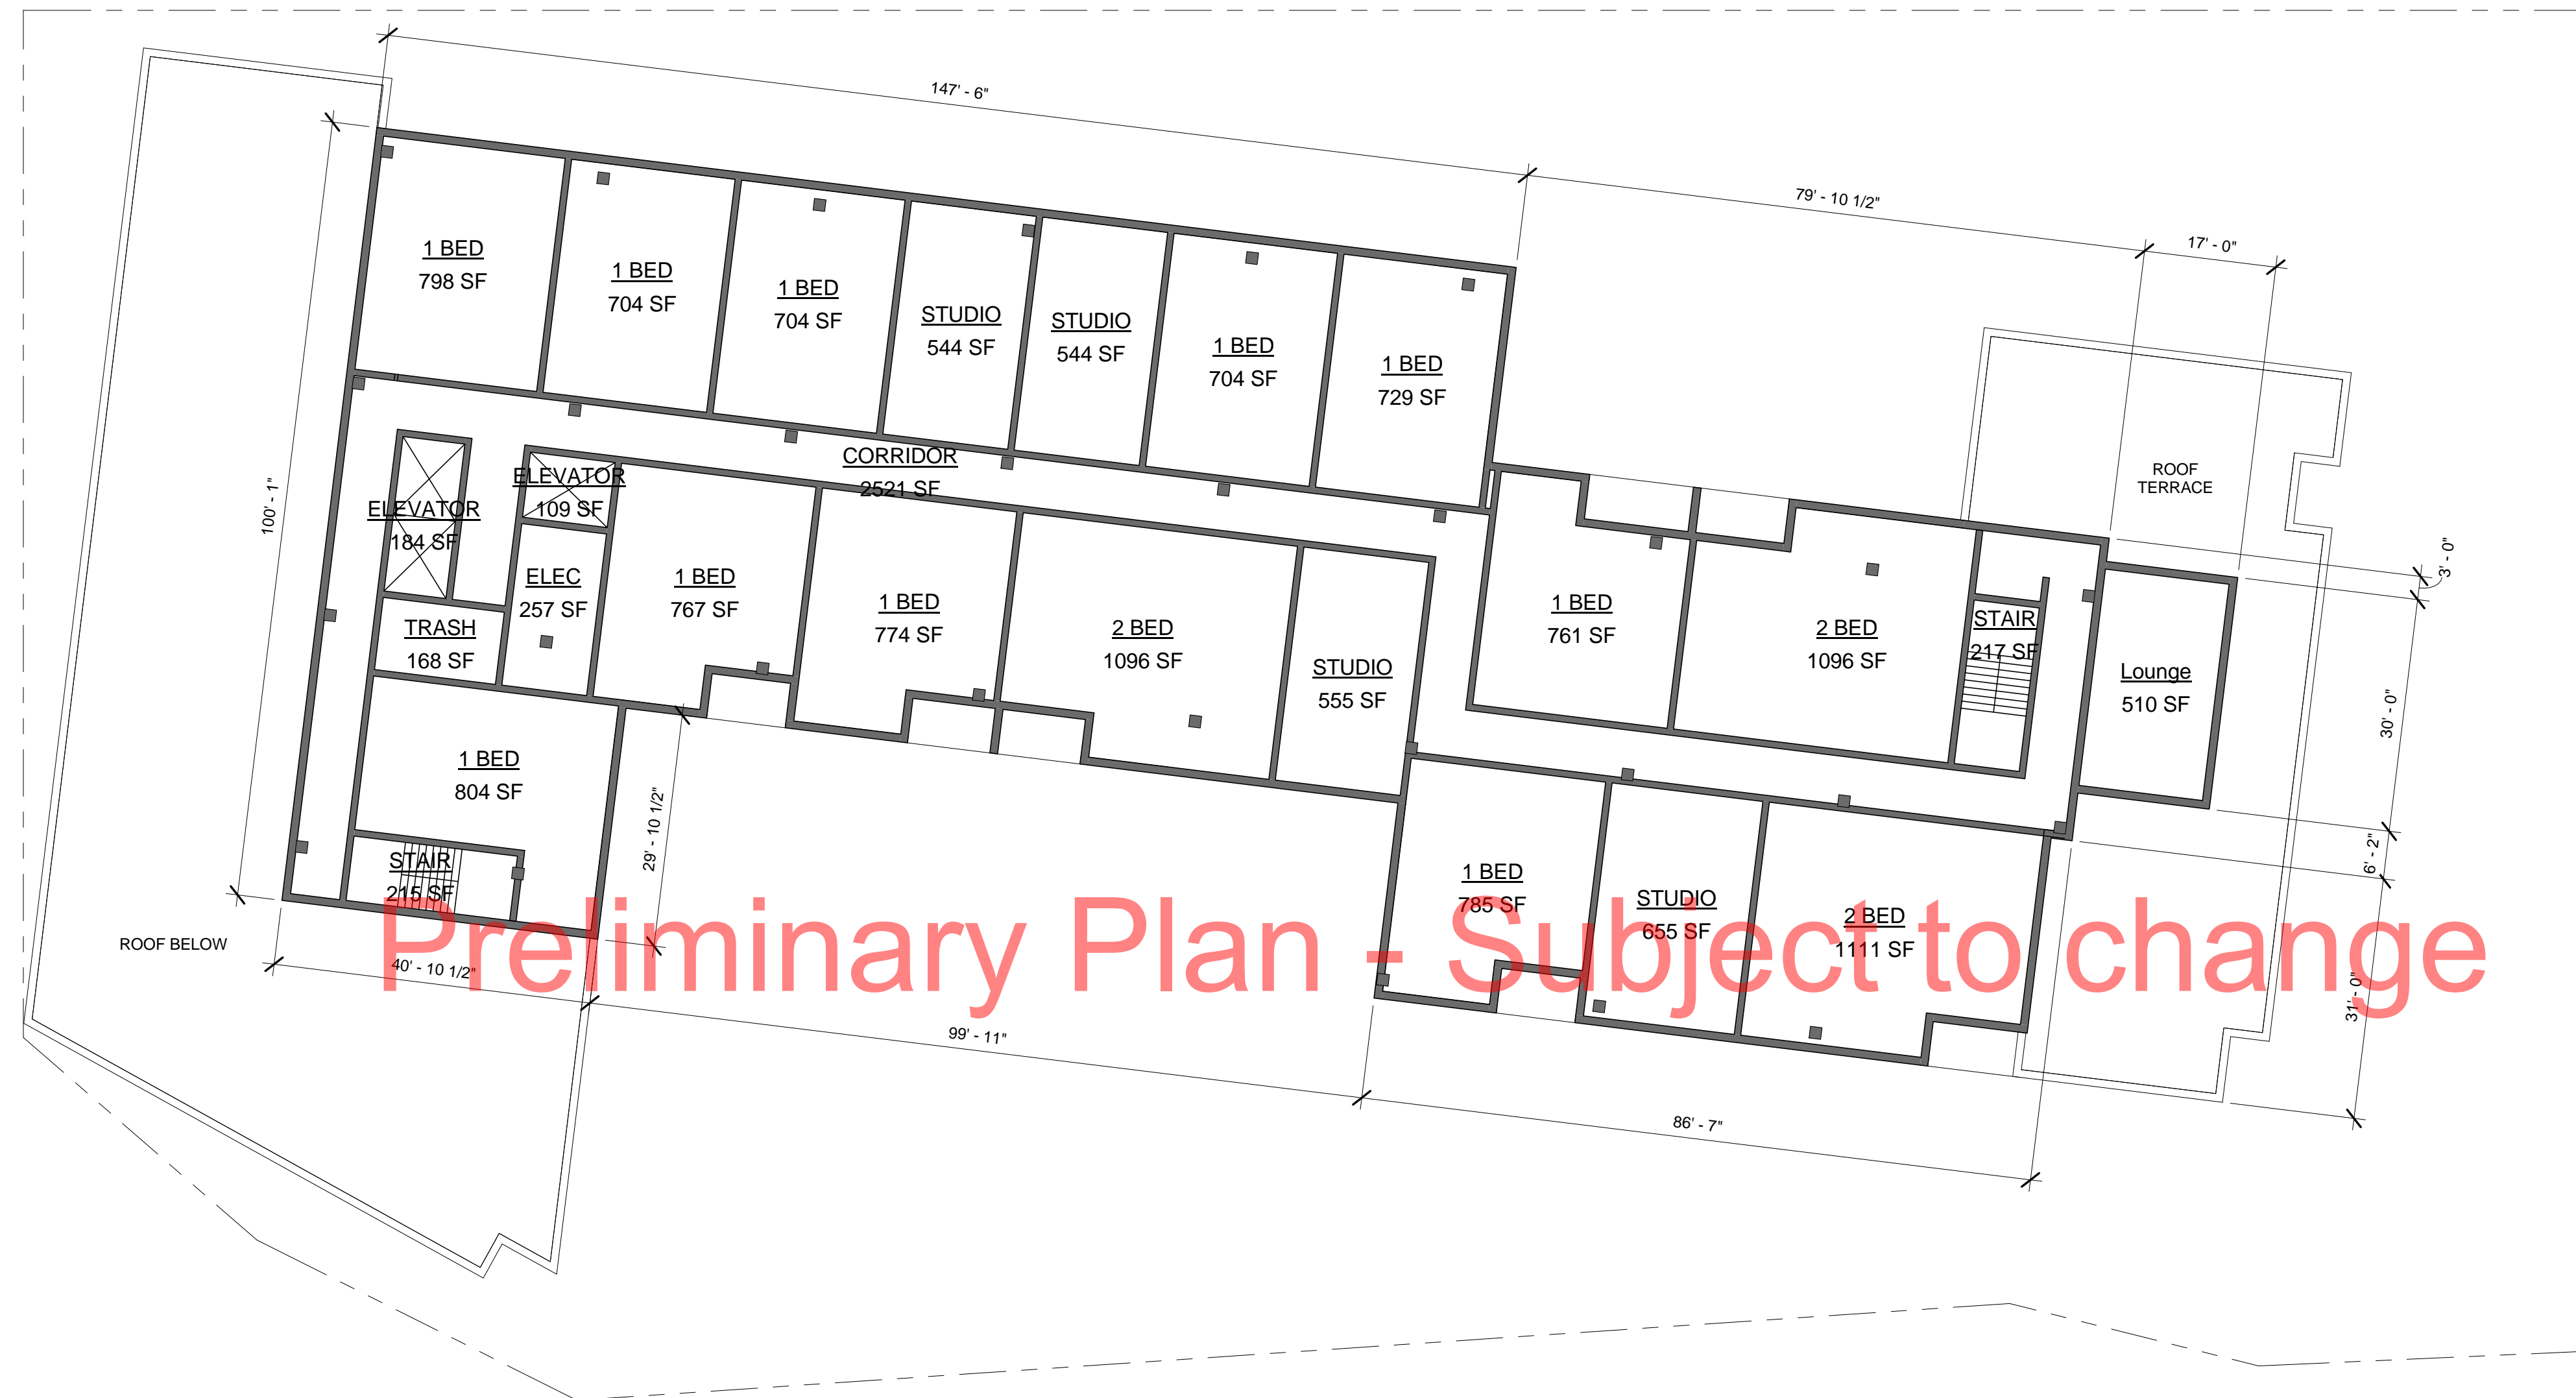 147' - 6"
79' - 10 1/2"
17' - 0"
1 BED
798 SF
1 BED
704 SF
1 BED
704 SF
STUDIO
544 SF
STUDIO
544 SF
1 BED
704 SF
1 BED
729 SF
CORRIDOR
2521 SF
ROOF
TERRACE
100' - 1"
ELEVATOR
184 SF
ELEVATOR
109 SF
ELEC
257 SF
TRASH
168 SF
1 BED
767 SF
1 BED
774 SF
2 BED
1096 SF
STUDIO
555 SF
1 BED
761 SF
2 BED
1096 SF
STAIR
217 SF
Lounge
510 SF
3' - 0"
30' - 0"
6' - 2"
31' - 0"
1 BED
804 SF
29' - 10 1/2"
STAIR
215 SF
1 BED
785 SF
STUDIO
655 SF
2 BED
1111 SF
Preliminary Plan - Subject to change
ROOF BELOW
40' - 10 1/2"
99' - 11"
86' - 7"